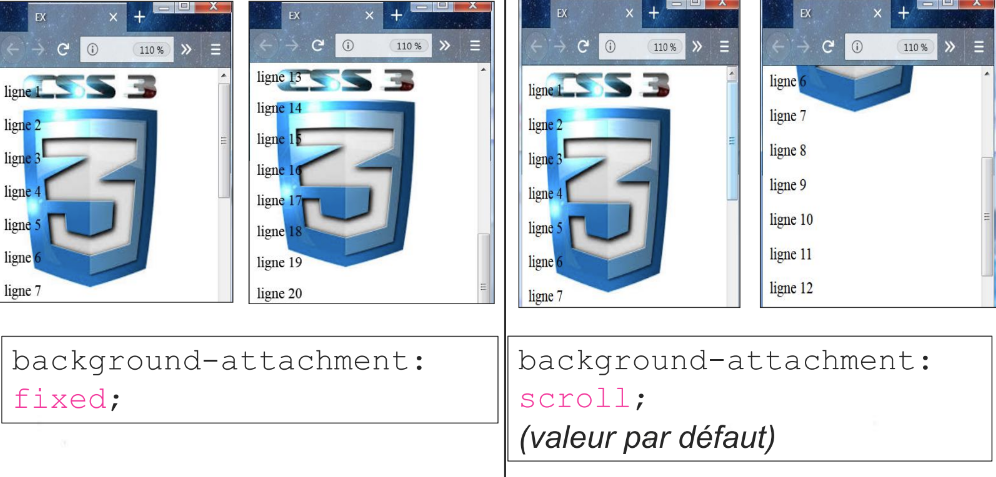 EX
110 %
CSS 3
ligne 1
ligne 2
ligne 3
ligne 4
ligne 5
ligne 6
ligne 7
EX
110 %
CSS 3
ligne 13
ligne 14
ligne 15
ligne 16
ligne 17
ligne 18
ligne 19
ligne 20
background-attachment:
fixed;
EX
110 %
CSS 3
ligne 1
ligne 2
ligne 3
ligne 4
ligne 5
ligne 6
ligne 7
EX
110 %
ligne 6
ligne 7
ligne 8
ligne 9
ligne 10
ligne 11
ligne 12
background-attachment:
scroll;
(valeur par défaut)